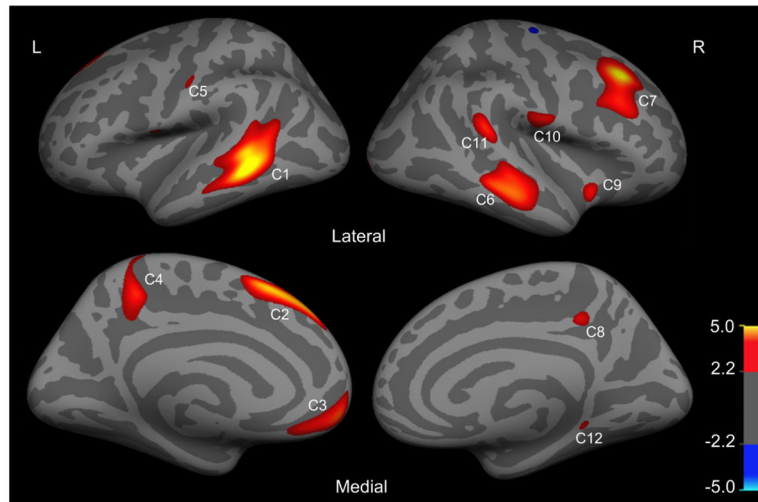 L
R
C5
C7
C10
C11
C1
C9
C6
Lateral
C4
C2
C8
5.0
2.2
C3
C12
-2.2
Medial
-5.0